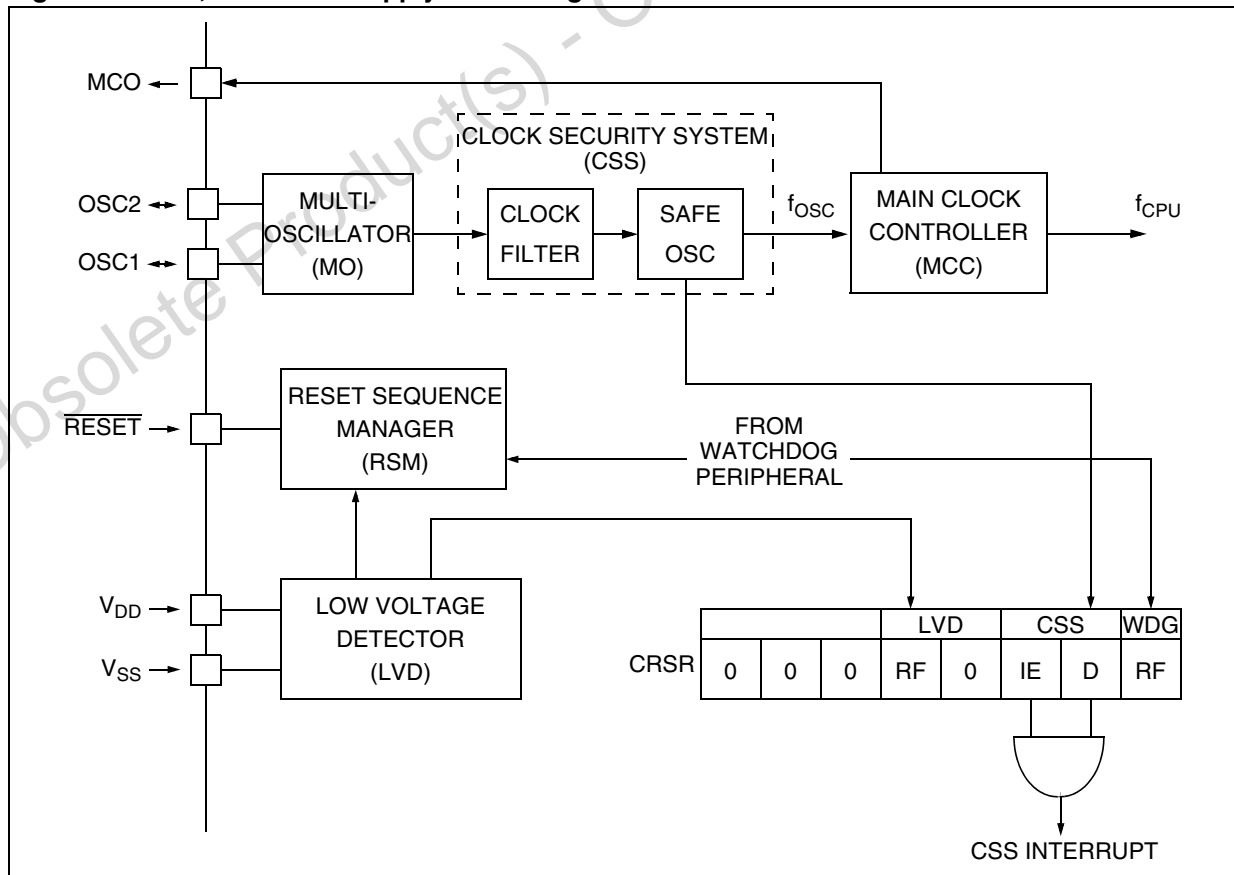 MCO
CLOCK SECURITY SYSTEM
(CSS)
OSC2
OSC1
MULTI-
OSCILLATOR
(MO)
CLOCK
FILTER
SAFE
OSC
fOSC
MAIN CLOCK
CONTROLLER
(MCC)
fCPU
RESET
RESET SEQUENCE
MANAGER
(RSM)
FROM
WATCHDOG
PERIPHERAL
VDD
VSS
LOW VOLTAGE
DETECTOR
(LVD)
LVD CSS WDG
CRSR 0 0 0 RF 0 IE D RF
CSS INTERRUPT
Obsolete Product(s) - O